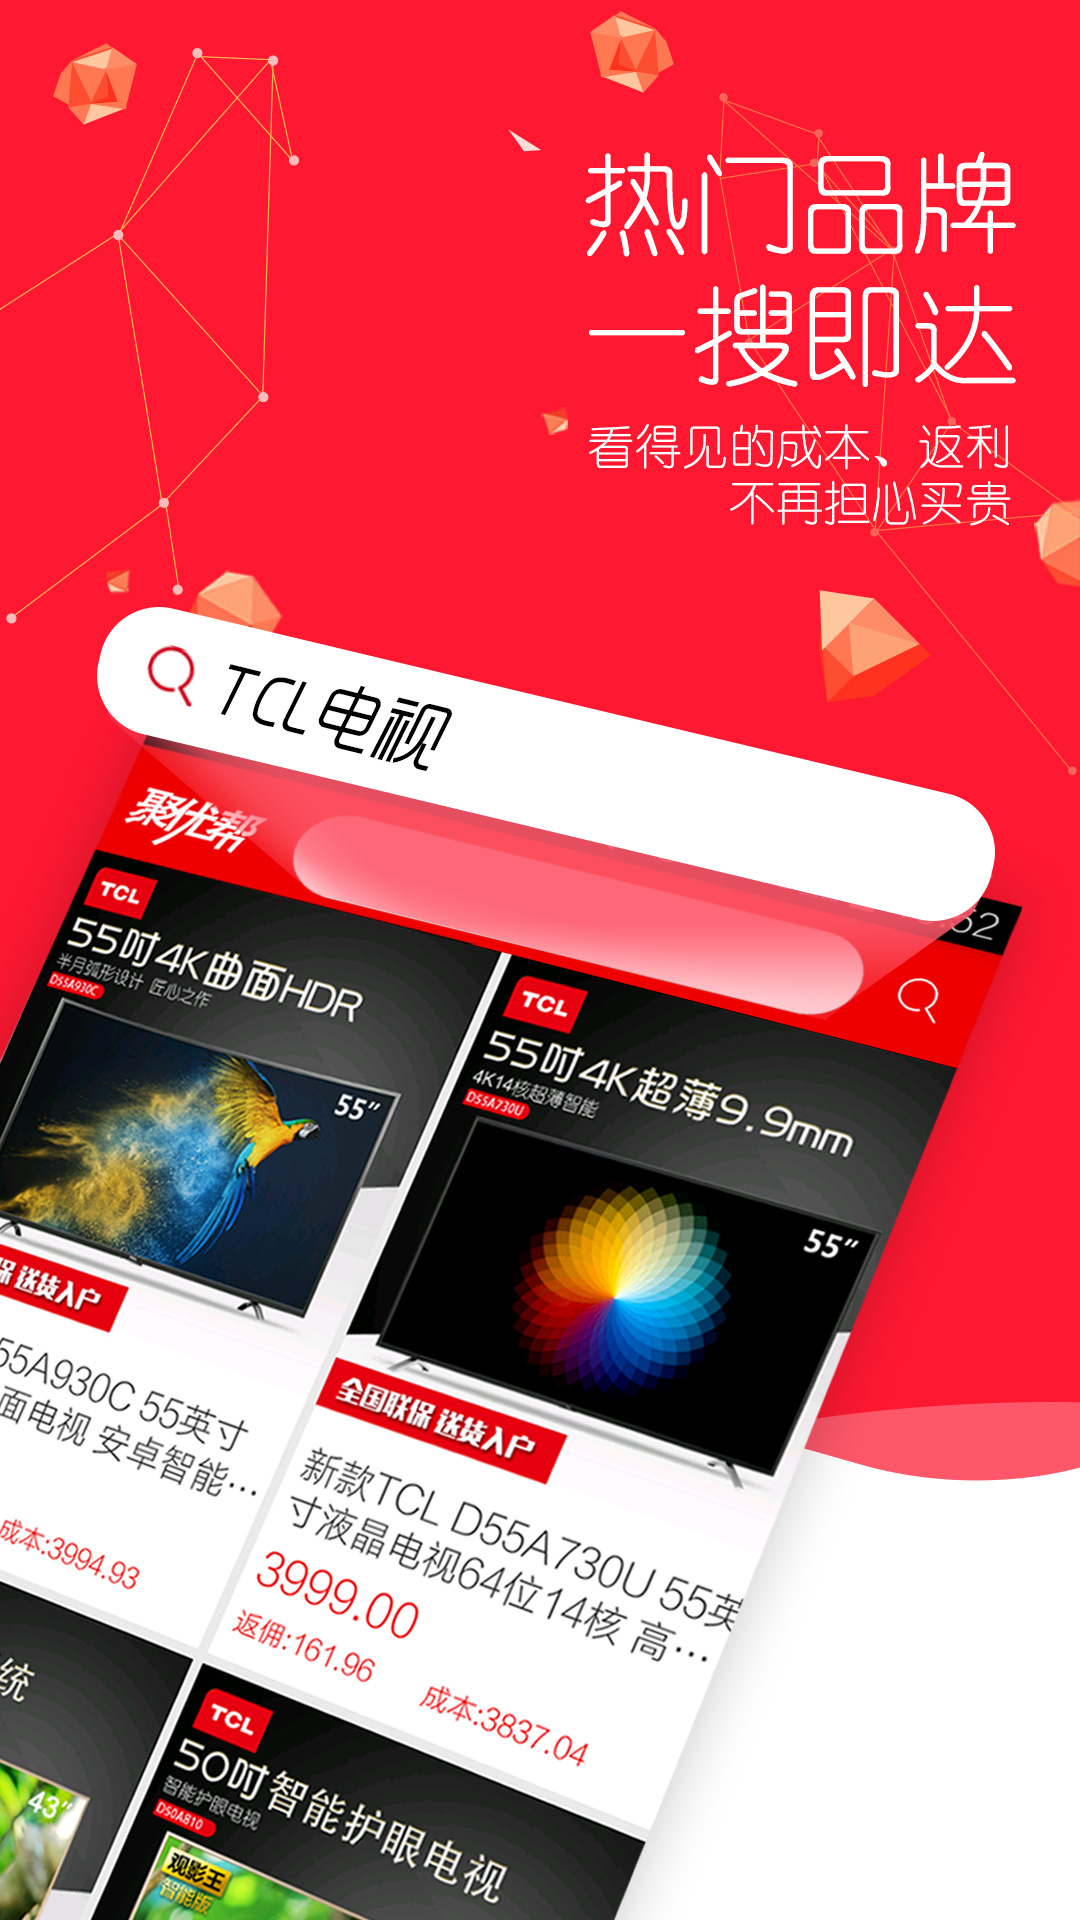 热门品牌
一搜即达
看得见的成本、返利
不再担心买贵
TCL电视
聚优帮
:52
TCL
55吋4K曲面HDR
半月弧形设计 匠心之作
D55A930C
55”
保 送货入户
55A930C 55英寸
面电视 安卓智能…
成本:3994.93
TCL
55吋4K超薄9.9mm
4K14核超薄智能
D55A730U
55”
全国联保 送货入户
新款TCL D55A730U 55英
寸液晶电视64位14核 高…
3999.00
返佣:161.96
成本:3837.04
统
43”
TCL
50吋智能护眼电视
智能护眼电视
D50A810
观影王
智能版